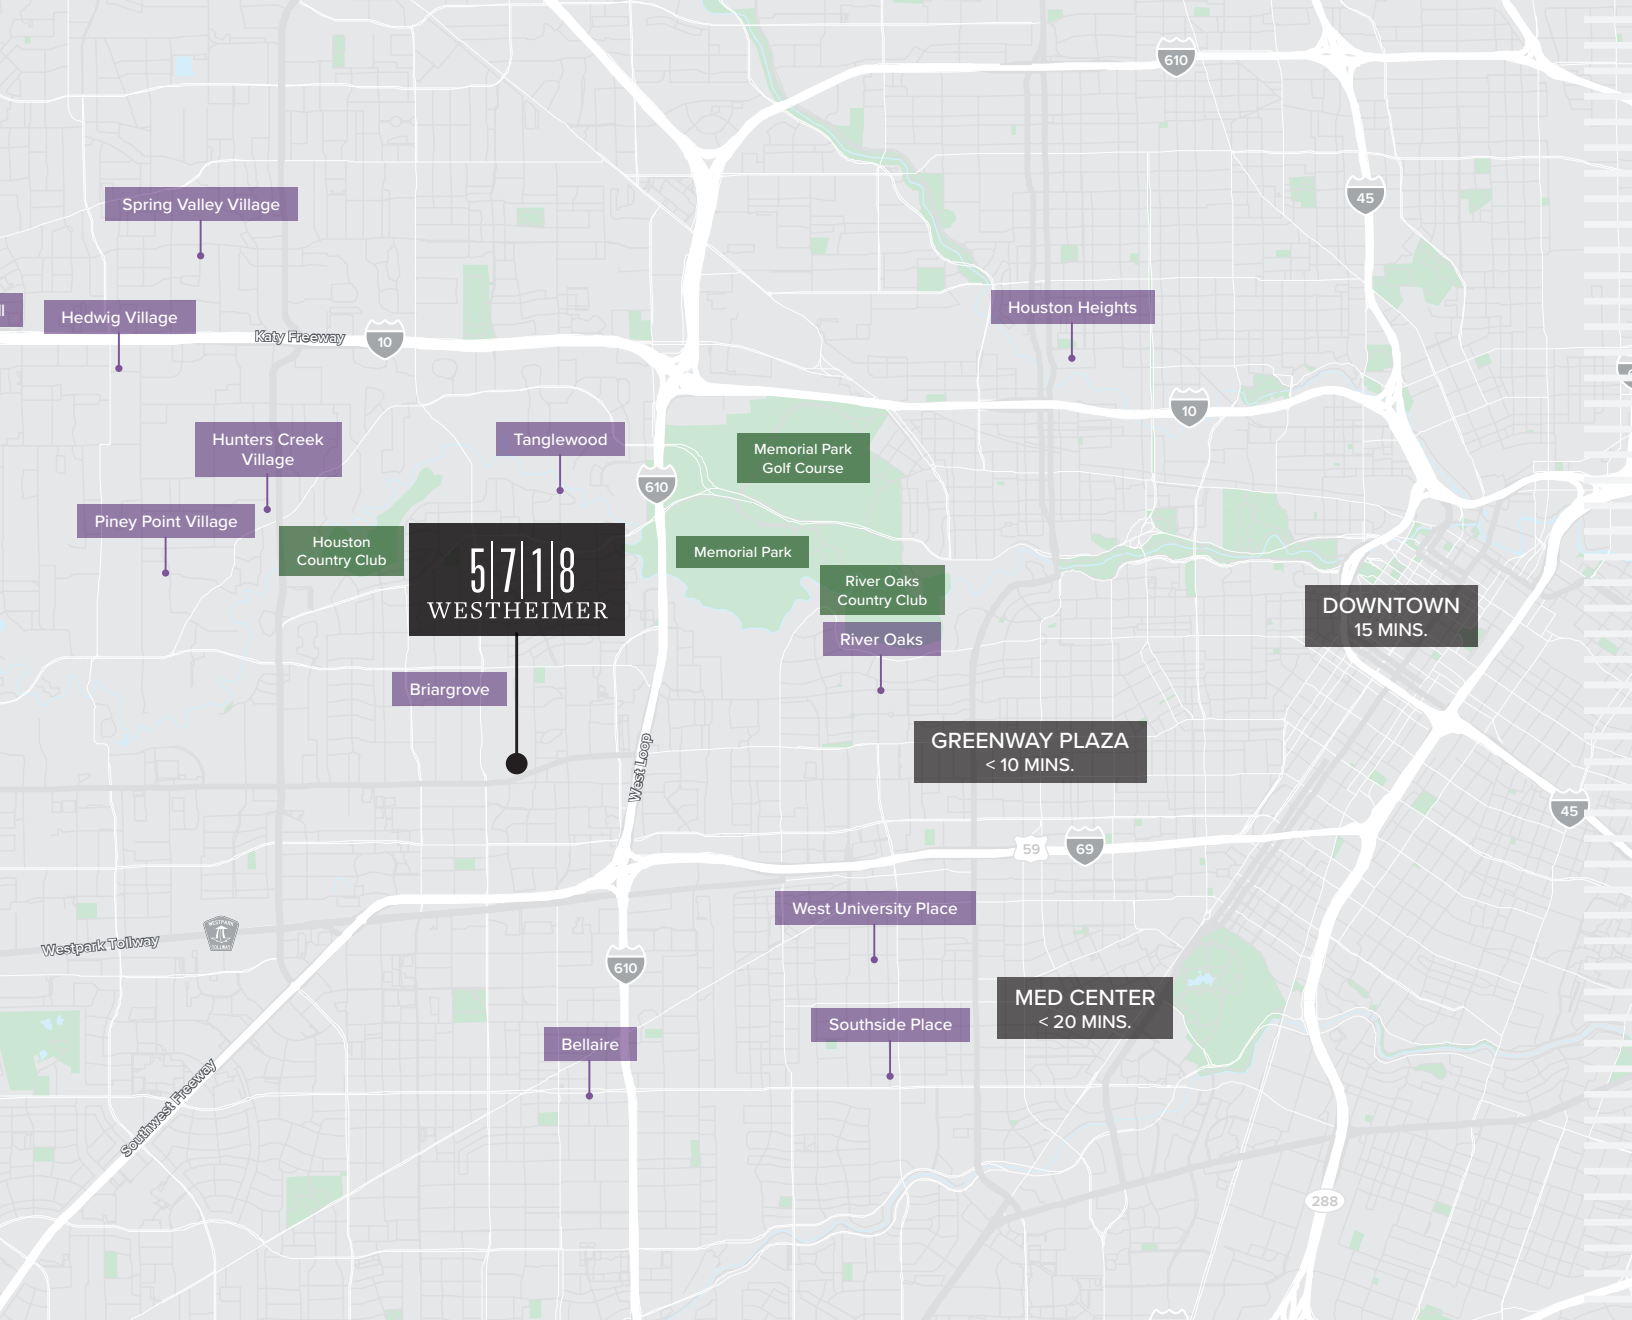 610
45
Spring Valley Village
ll
Hedwig Village
Katy Freeway
10
Houston Heights
10
Hunters Creek
Village
Tanglewood
Memorial Park
Golf Course
610
Piney Point Village
Houston
Country Club
5|7|1|8
WESTHEIMER
Memorial Park
River Oaks
Country Club
River Oaks
DOWNTOWN
15 MINS.
Briargrove
GREENWAY PLAZA
< 10 MINS.
West Loop
45
59
69
West University Place
WESTPARK
TOLLWAY
Westpark Tollway
610
MED CENTER
< 20 MINS.
Southside Place
Bellaire
Southwest Freeway
288